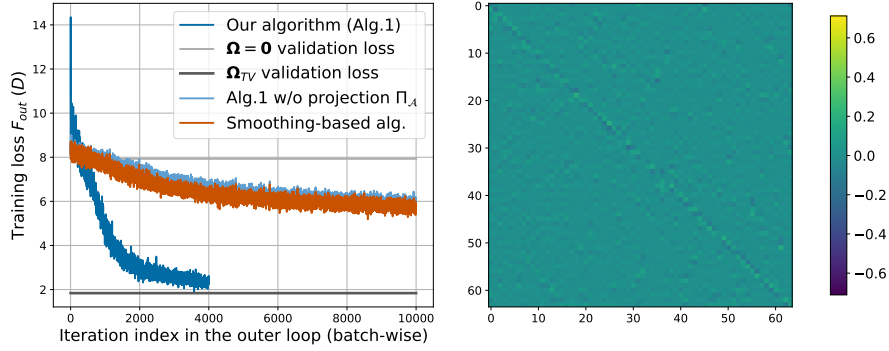 Our algorithm (Alg.1)
Ω = 0 validation loss
Ω_TV validation loss
Alg.1 w/o projection Π_𝒜
Smoothing-based alg.
Training loss F_out (D)
14
12
10
8
6
4
2
0 2000 4000 6000 8000 10000
Iteration index in the outer loop (batch-wise)
0
10
20
30
40
50
60
0 10 20 30 40 50 60
0.6
0.4
0.2
0.0
−0.2
−0.4
−0.6